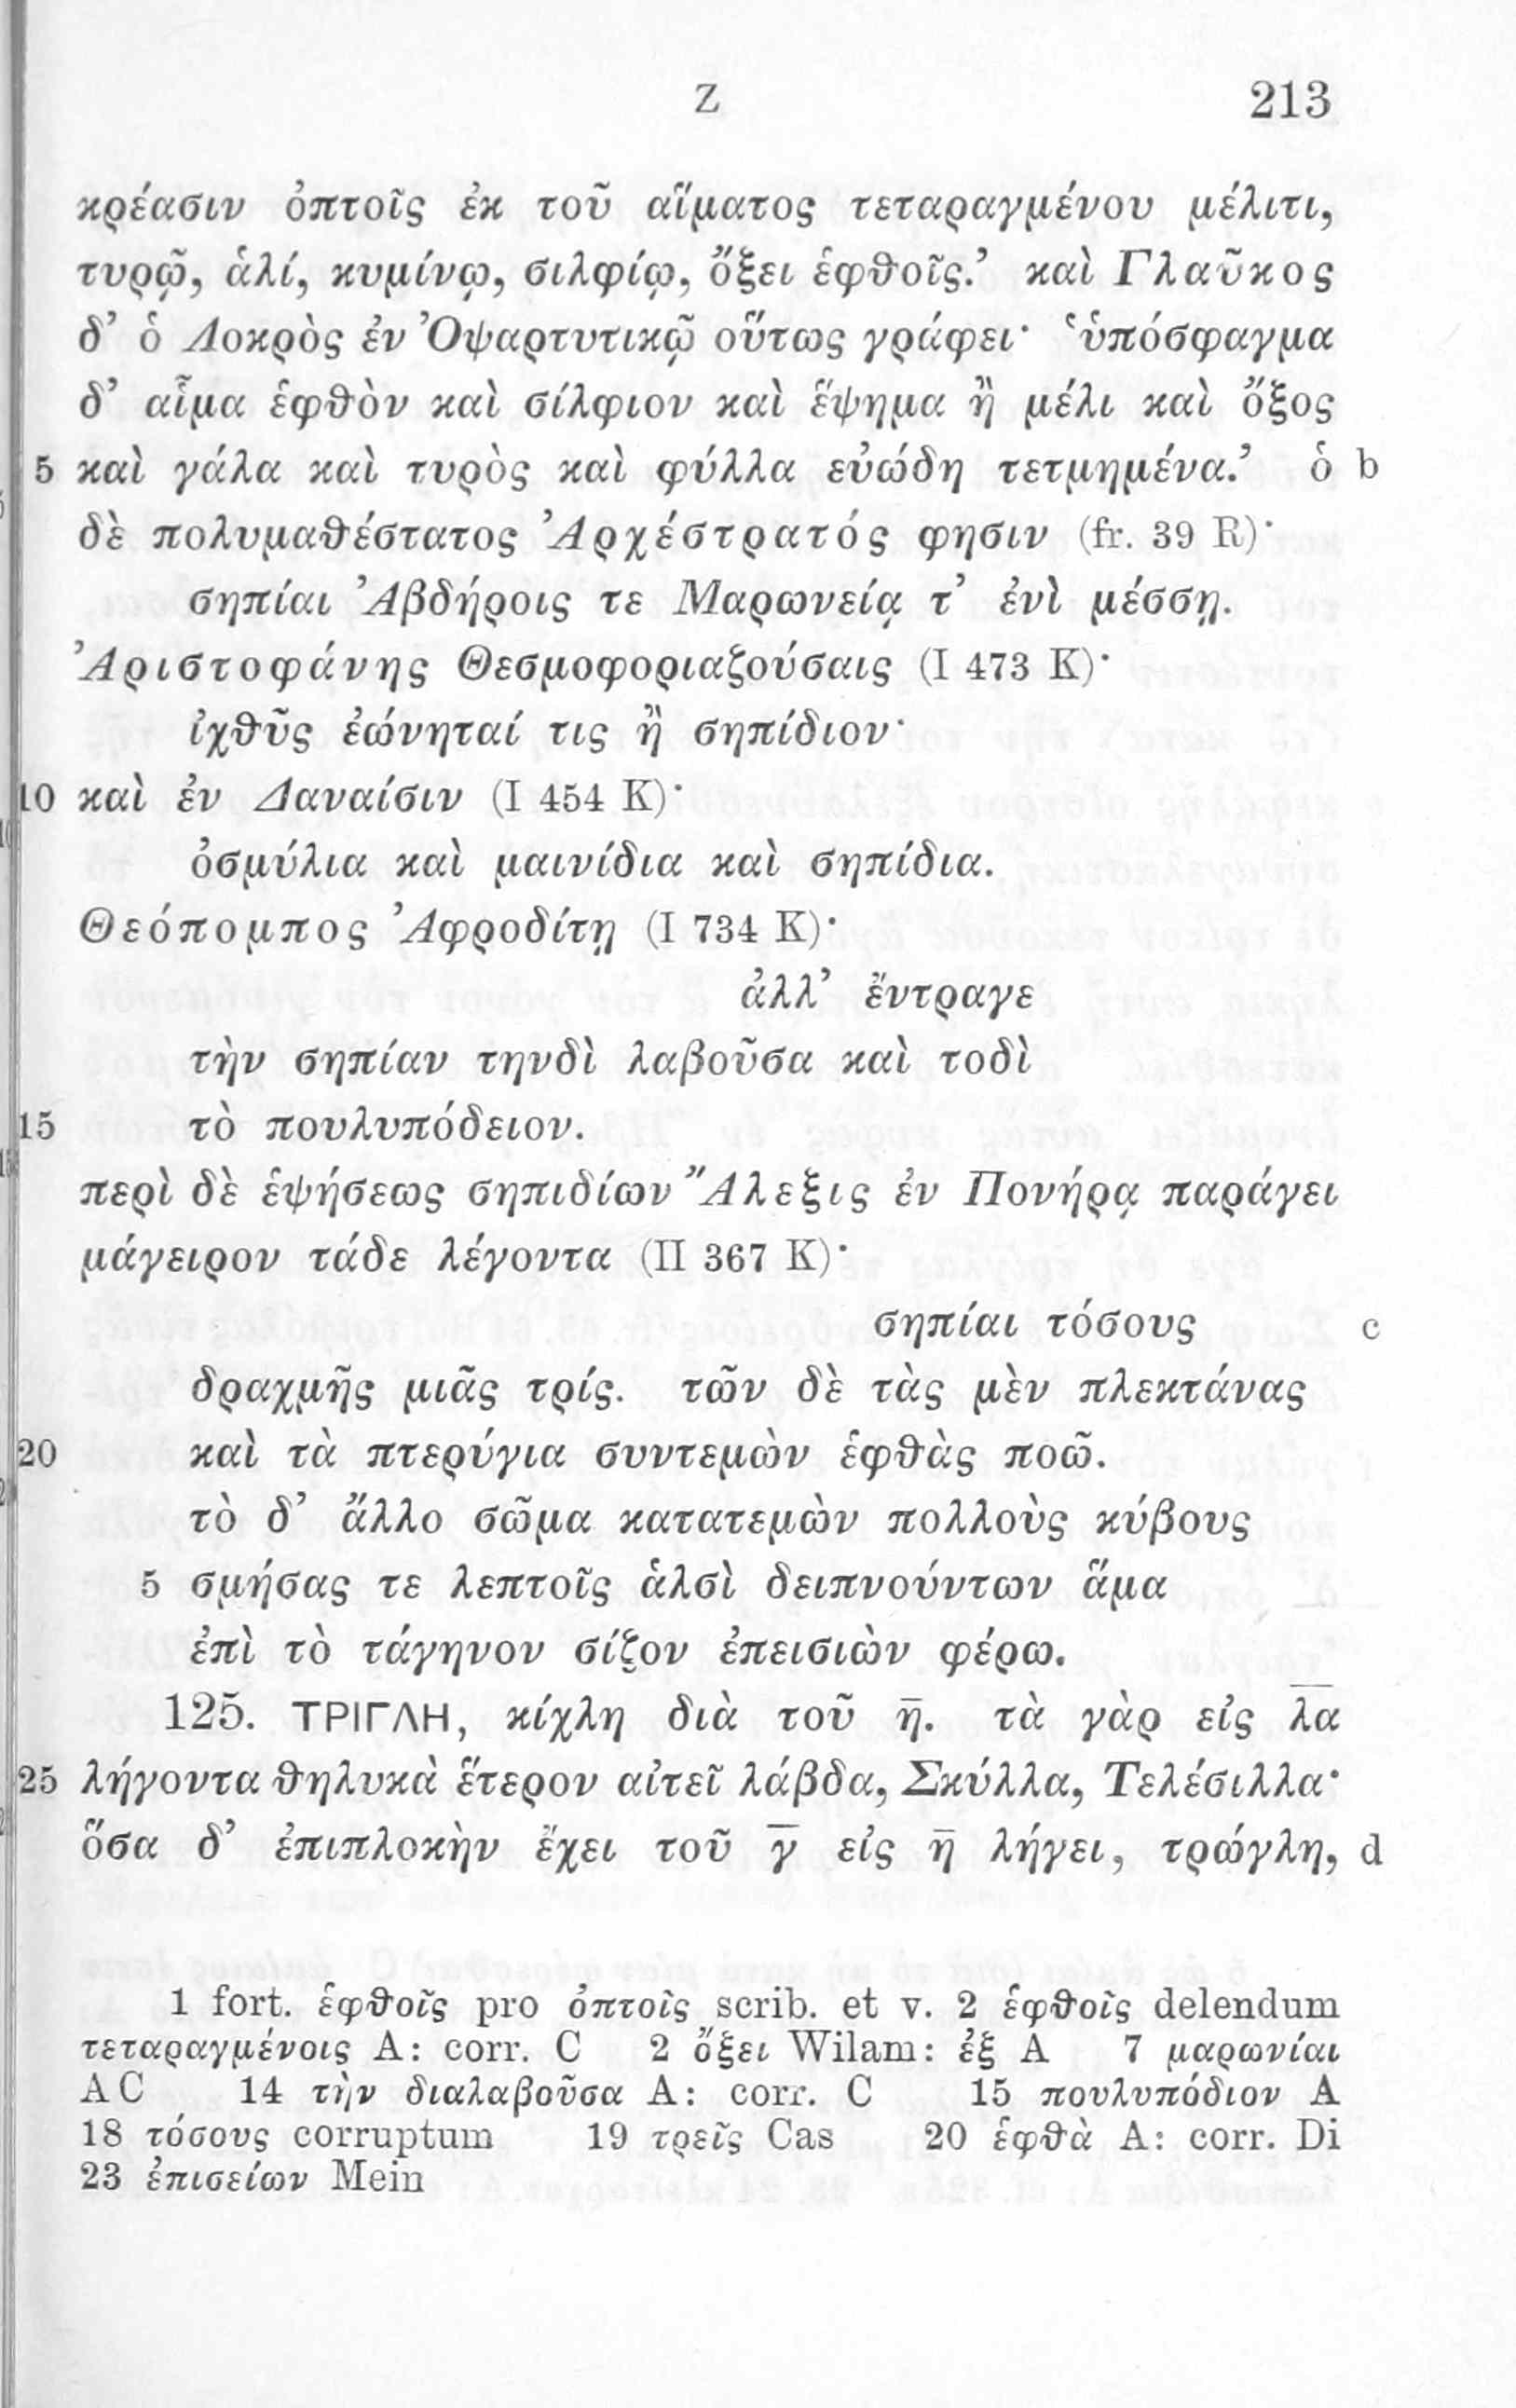 Z 213
κρέασιν ὀπτοῖς ἐκ τοῦ αἵματος τεταραγμένου μέλιτι,
τυρῷ, ἁλί, κυμίνῳ, σιλφίῳ, ὄξει ἑφθοῖς.’ καὶ Γλαῦκος
δ’ ὁ Λοκρὸς ἐν Ὀψαρτυτικῷ οὕτως γράφει· ‘ὑπόσφαγμα
δ’ αἷμα ἑφθὸν καὶ σίλφιον καὶ ἕψημα ἢ μέλι καὶ ὄξος
5 καὶ γάλα καὶ τυρὸς καὶ φύλλα εὐώδη τετμημένα.’ ὁ b
δὲ πολυμαθέστατος Ἀρχέστρατός φησιν (fr. 39 R)·
σηπίαι Ἀβδήροις τε Μαρωνείᾳ τ’ ἐνὶ μέσσῃ.
Ἀριστοφάνης Θεσμοφοριαζούσαις (I 473 K)·
ἰχθῦς ἐώνηταί τις ἢ σηπίδιον·
10 καὶ ἐν Δαναίσιν (I 454 K)·
ὀσμύλια καὶ μαινίδια καὶ σηπίδια.
Θεόπομπος Ἀφροδίτῃ (I 734 K)·
ἀλλ’ ἔντραγε
τὴν σηπίαν τηνδὶ λαβοῦσα καὶ τοδὶ
15 τὸ πουλυπόδειον.
περὶ δὲ ἑψήσεως σηπιδίων Ἄλεξις ἐν Πονήρᾳ παράγει
μάγειρον τάδε λέγοντα (II 367 K)·
σηπίαι τόσους c
δραχμῆς μιᾶς τρίς. τῶν δὲ τὰς μὲν πλεκτάνας
20 καὶ τὰ πτερύγια συντεμὼν ἑφθὰς ποῶ.
τὸ δ’ ἄλλο σῶμα κατατεμὼν πολλοὺς κύβους
5 σμήσας τε λεπτοῖς ἁλσὶ δειπνούντων ἅμα
ἐπὶ τὸ τάγηνον σίζον ἐπεισιὼν φέρω.
125. ΤΡΙΓΛΗ, κίχλη διὰ τοῦ η̄. τὰ γὰρ εἰς λ̄ᾱ
25 λήγοντα θηλυκὰ ἕτερον αἰτεῖ λάβδα, Σκύλλα, Τελέσιλλα·
ὅσα δ’ ἐπιπλοκὴν ἔχει τοῦ γ̄ εἰς η̄ λήγει, τρώγλη, d
1 fort. ἑφθοῖς pro ὀπτοῖς scrib. et v. 2 ἑφθοῖς delendum
τεταραγμένοις A: corr. C 2 ὄξει Wilam: ἐξ A 7 μαρωνίαι
AC 14 τὴν διαλαβοῦσα A: corr. C 15 πουλυπόδιον A
18 τόσους corruptum 19 τρεῖς Cas 20 ἑφθὰ A: corr. Di
23 ἐπισείων Mein